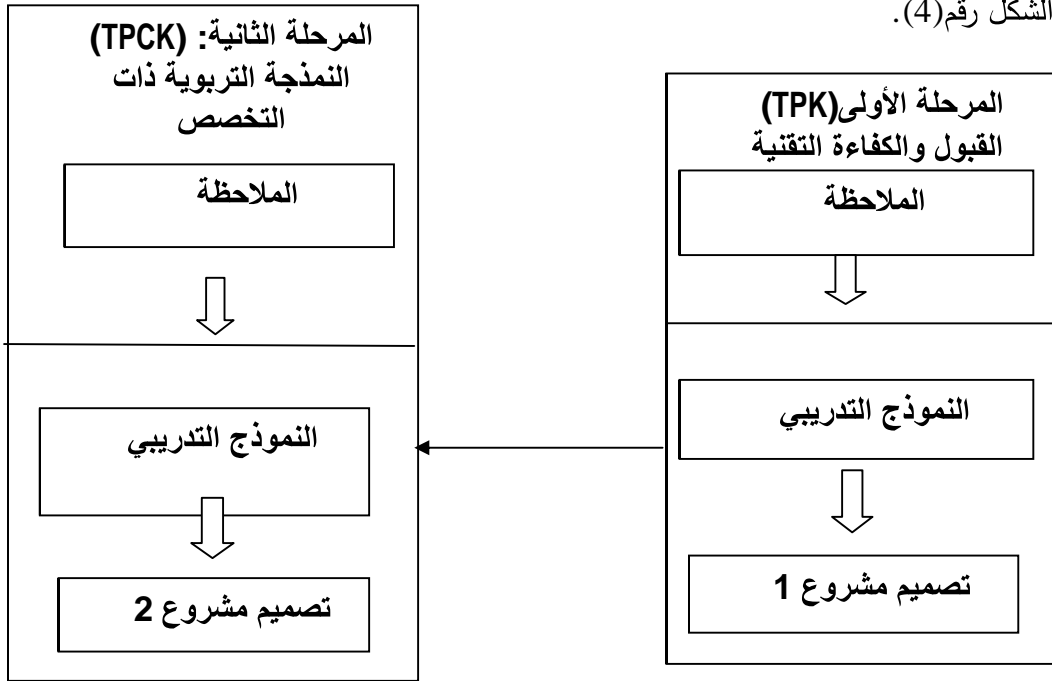 الشكل رقم(4).
المرحلة الأولى(TPK)
القبول والكفاءة التقنية
الملاحظة
النموذج التدريبي
تصميم مشروع 1
المرحلة الثانية: (TPCK)
النمذجة التربوية ذات
التخصص
الملاحظة
النموذج التدريبي
تصميم مشروع 2